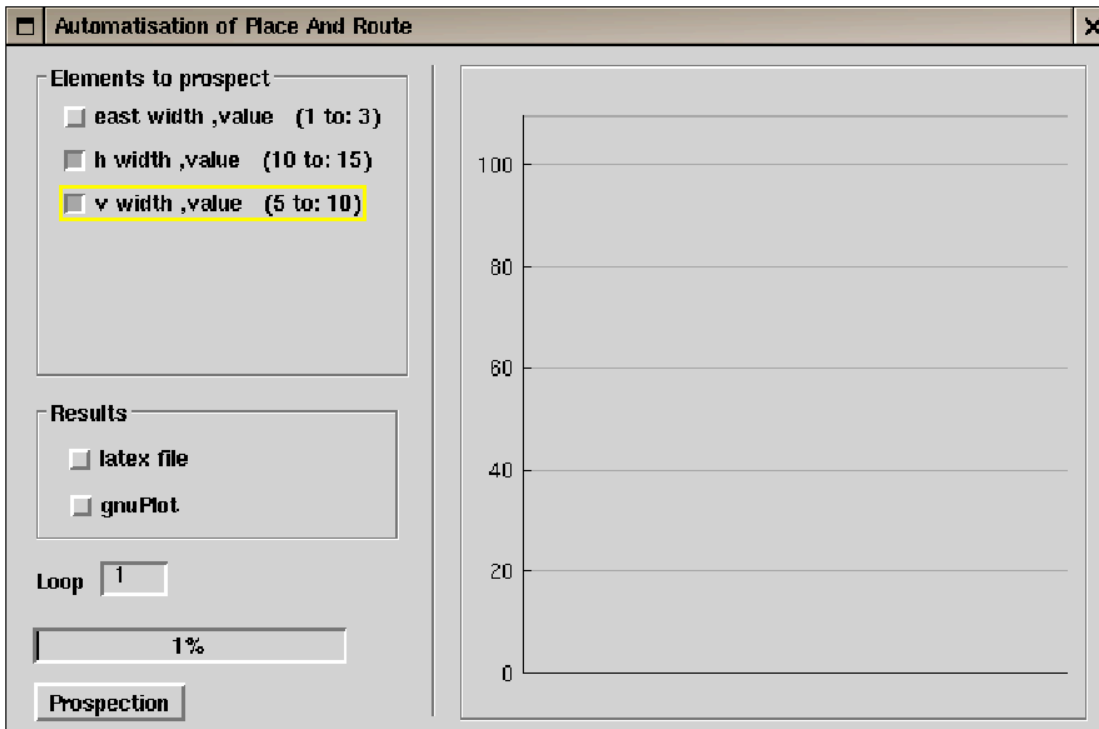 Automatisation of Place And Route
Elements to prospect
east width ,value (1 to: 3)
h width ,value (10 to: 15)
v width ,value (5 to: 10)
Results
latex file
gnuPlot
Loop 1
1%
Prospection
100
80
60
40
20
0